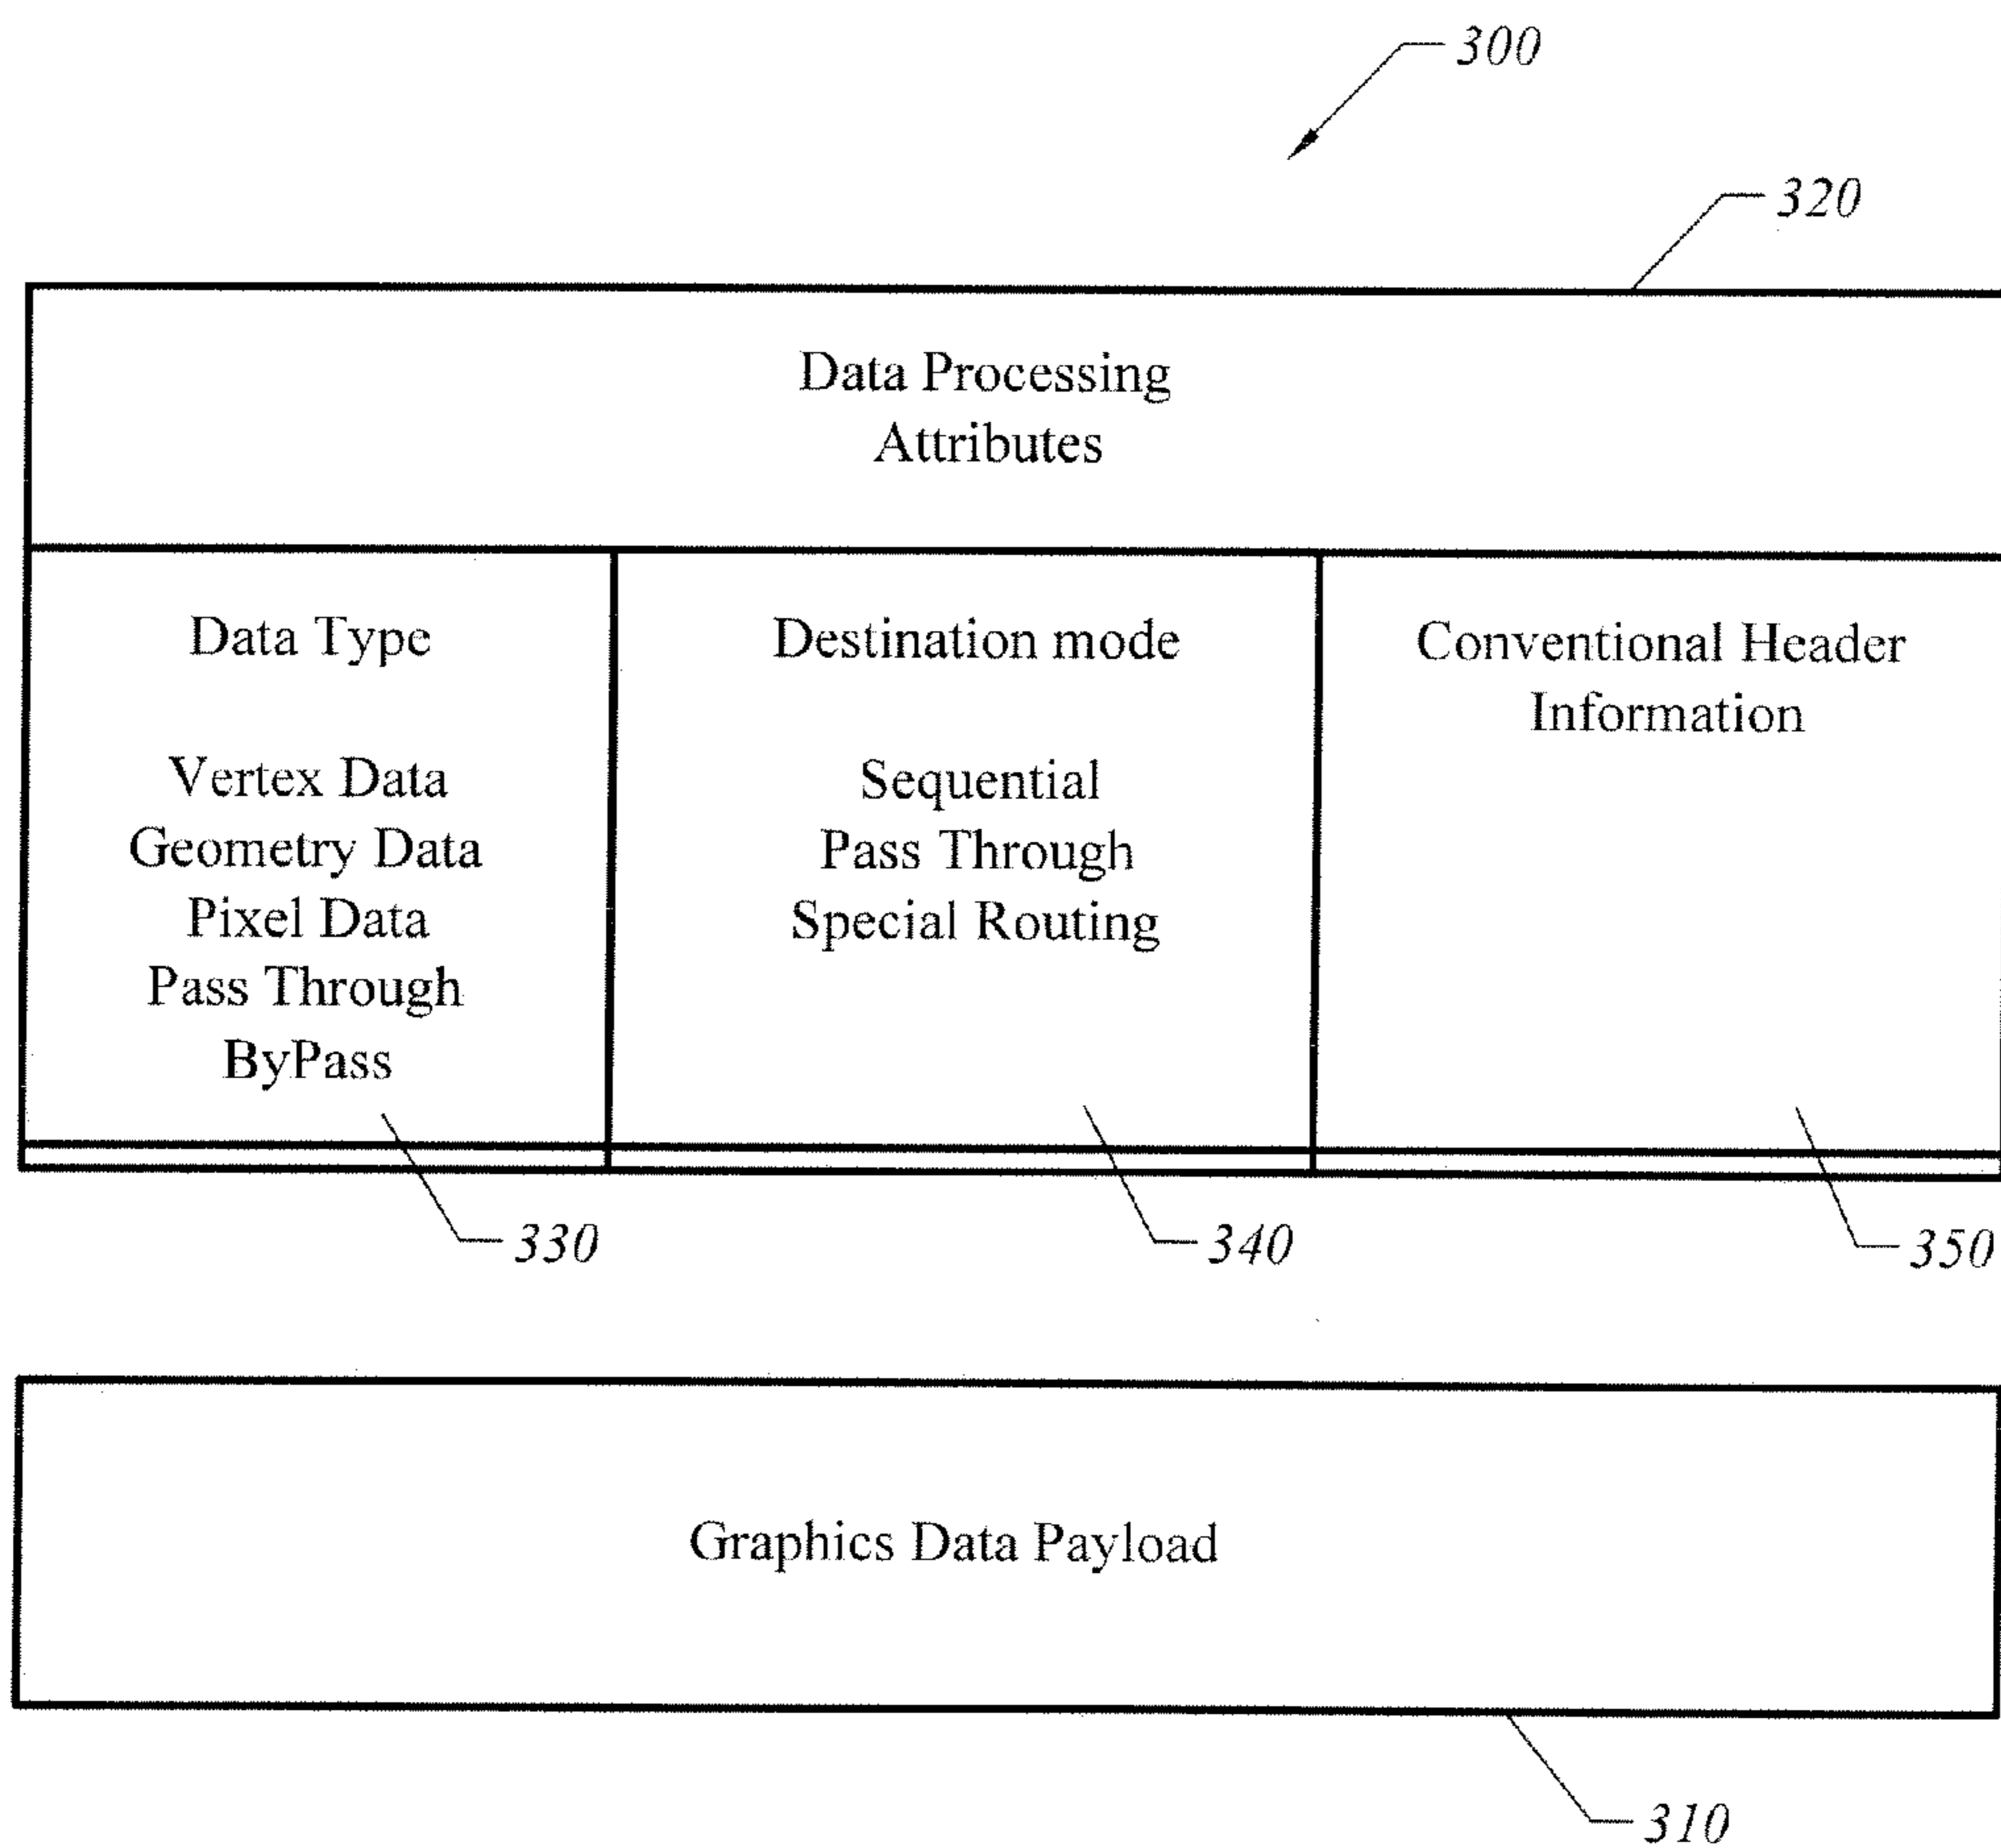 300
320
Data Processing
Attributes
Data Type
Vertex Data
Geometry Data
Pixel Data
Pass Through
ByPass
Destination mode
Sequential
Pass Through
Special Routing
Conventional Header
Information
330
340
350
Graphics Data Payload
310